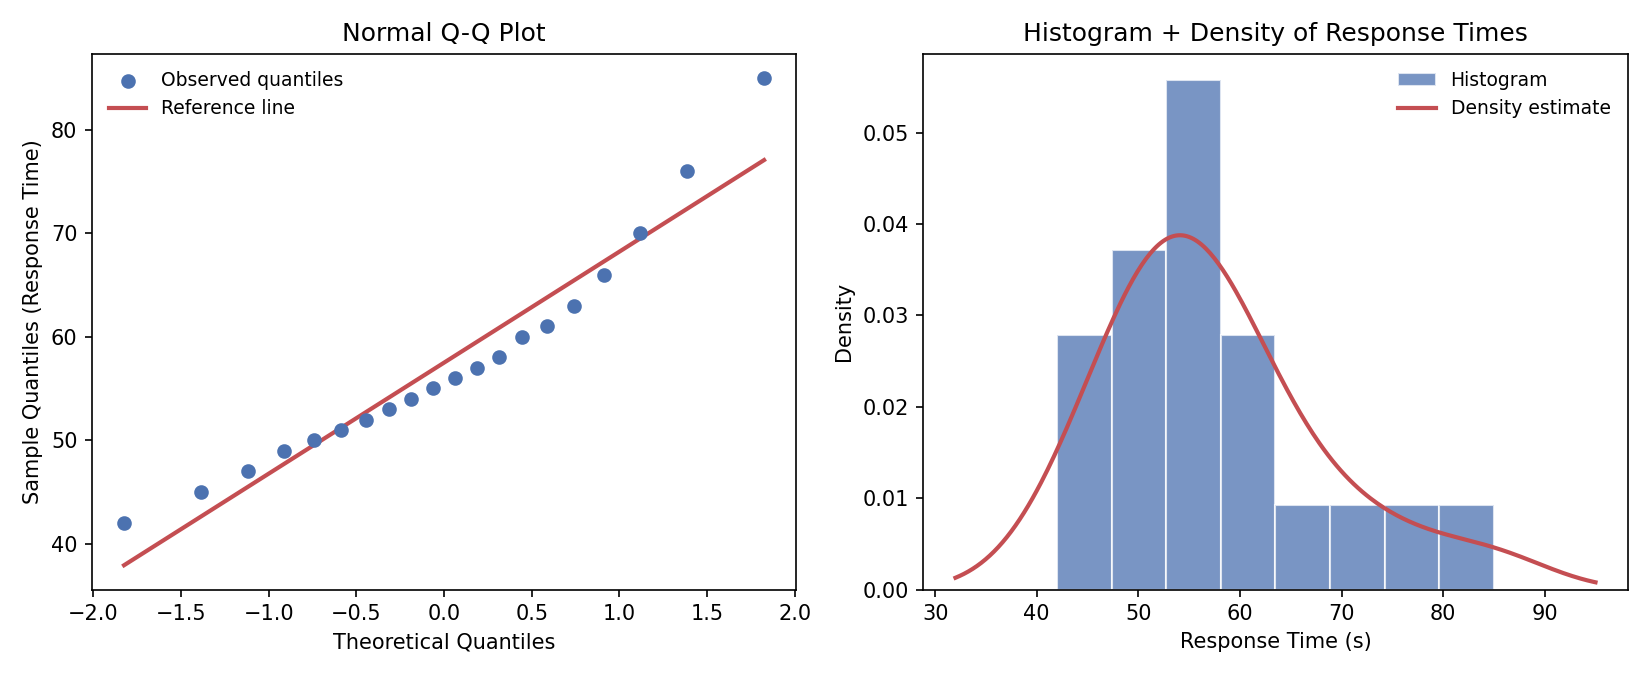 Normal Q-Q Plot
Observed quantiles
Reference line
Sample Quantiles (Response Time)
80
70
60
50
40
−2.0 −1.5 −1.0 −0.5 0.0 0.5 1.0 1.5 2.0
Theoretical Quantiles
Histogram + Density of Response Times
Histogram
Density estimate
Density
0.05
0.04
0.03
0.02
0.01
0.00
30 40 50 60 70 80 90
Response Time (s)